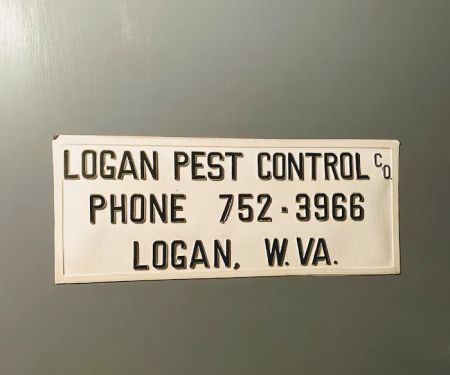 LOGAN PEST CONTROL CO.
PHONE 752-3966
LOGAN, W. VA.